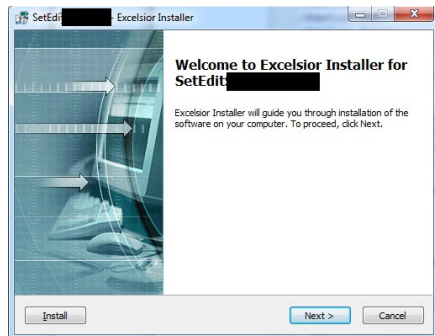 SetEdi - Excelsior Installer
Welcome to Excelsior Installer for
SetEdit
Excelsior Installer will guide you through installation of the
software on your computer. To proceed, click Next.
Install
Next >
Cancel